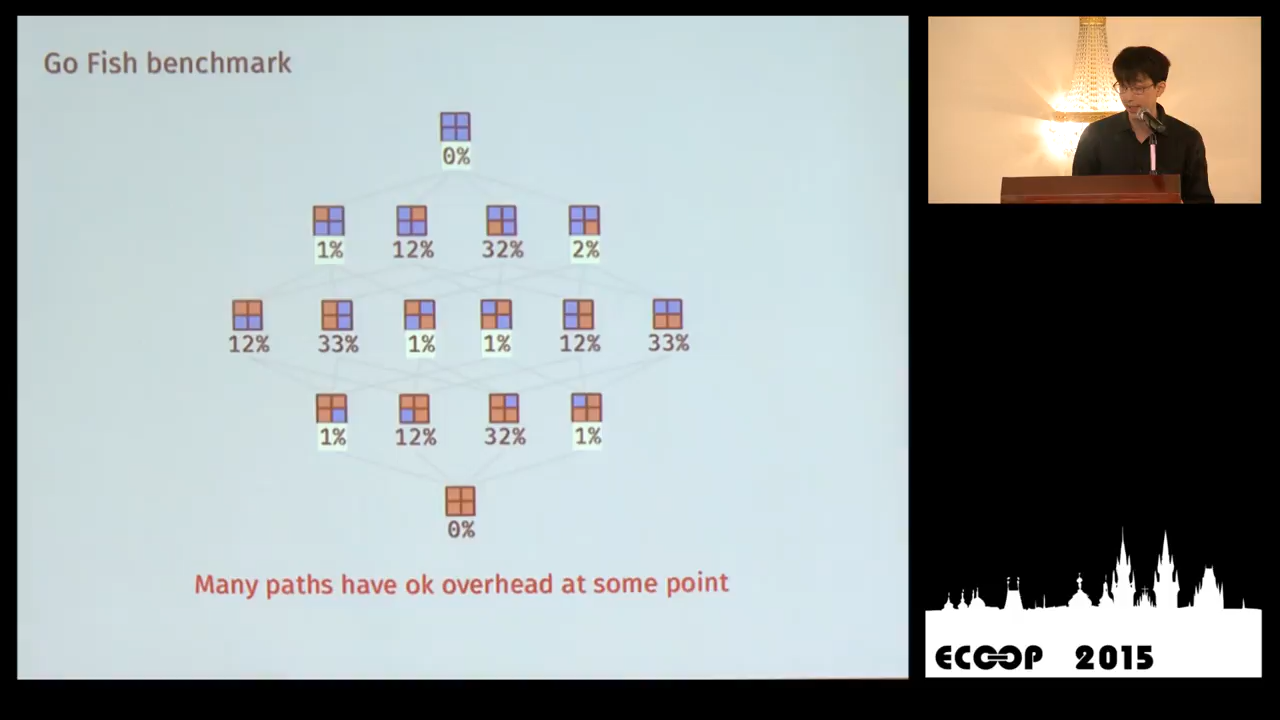 Go Fish benchmark
0%
1% 12% 32% 2%
12% 33% 1% 1% 12% 33%
1% 12% 32% 1%
0%
Many paths have ok overhead at some point
ECOOP 2015